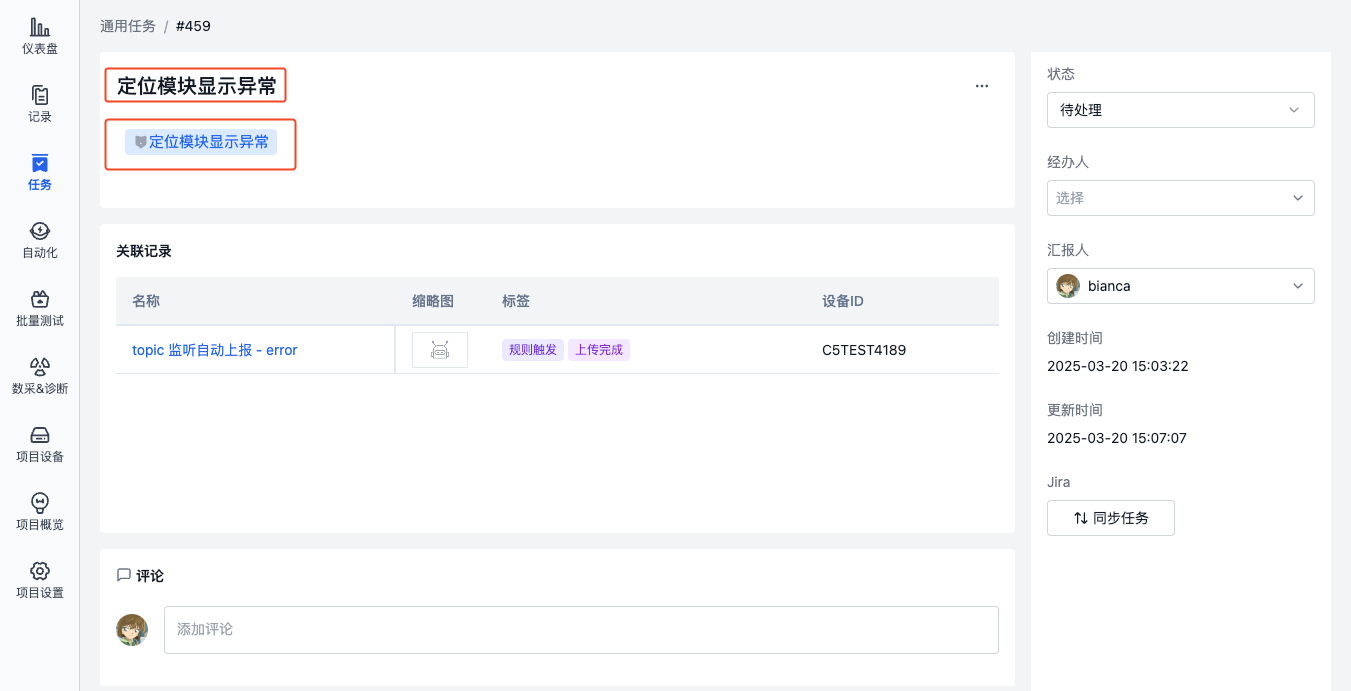 仪表盘
记录
任务
自动化
批量测试
数采&诊断
项目设备
项目概览
项目设置
通用任务 / #459
定位模块显示异常
定位模块显示异常
关联记录
名称 缩略图 标签 设备ID
topic 监听自动上报 - error 规则触发 上传完成 C5TEST4189
评论
添加评论
状态
待处理
经办人
选择
汇报人
bianca
创建时间
2025-03-20 15:03:22
更新时间
2025-03-20 15:07:07
Jira
同步任务